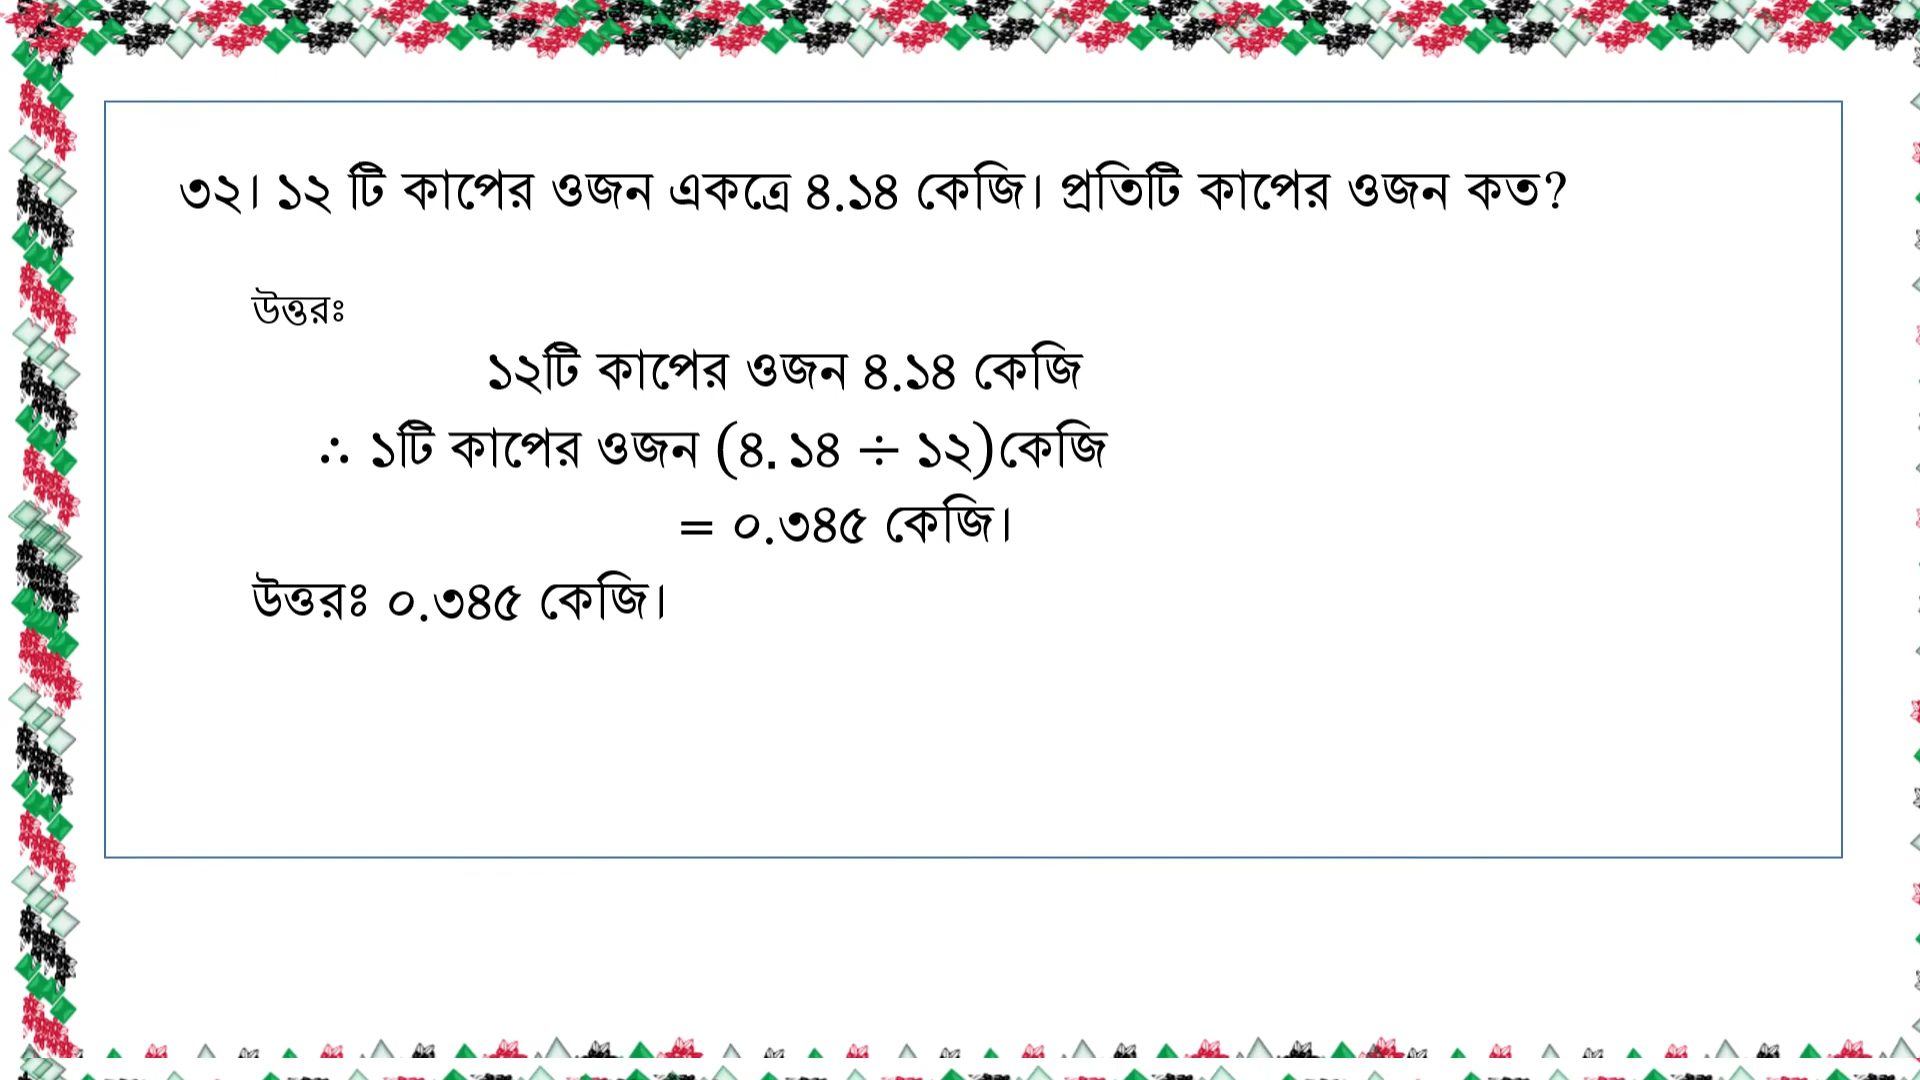 ৩২। ১২ টি কাপের ওজন একত্রে ৪.১৪ কেজি। প্রতিটি কাপের ওজন কত?
উত্তরঃ
১২টি কাপের ওজন ৪.১৪ কেজি
∴ ১টি কাপের ওজন (৪.১৪ ÷ ১২)কেজি
= ০.৩৪৫ কেজি।
উত্তরঃ ০.৩৪৫ কেজি।